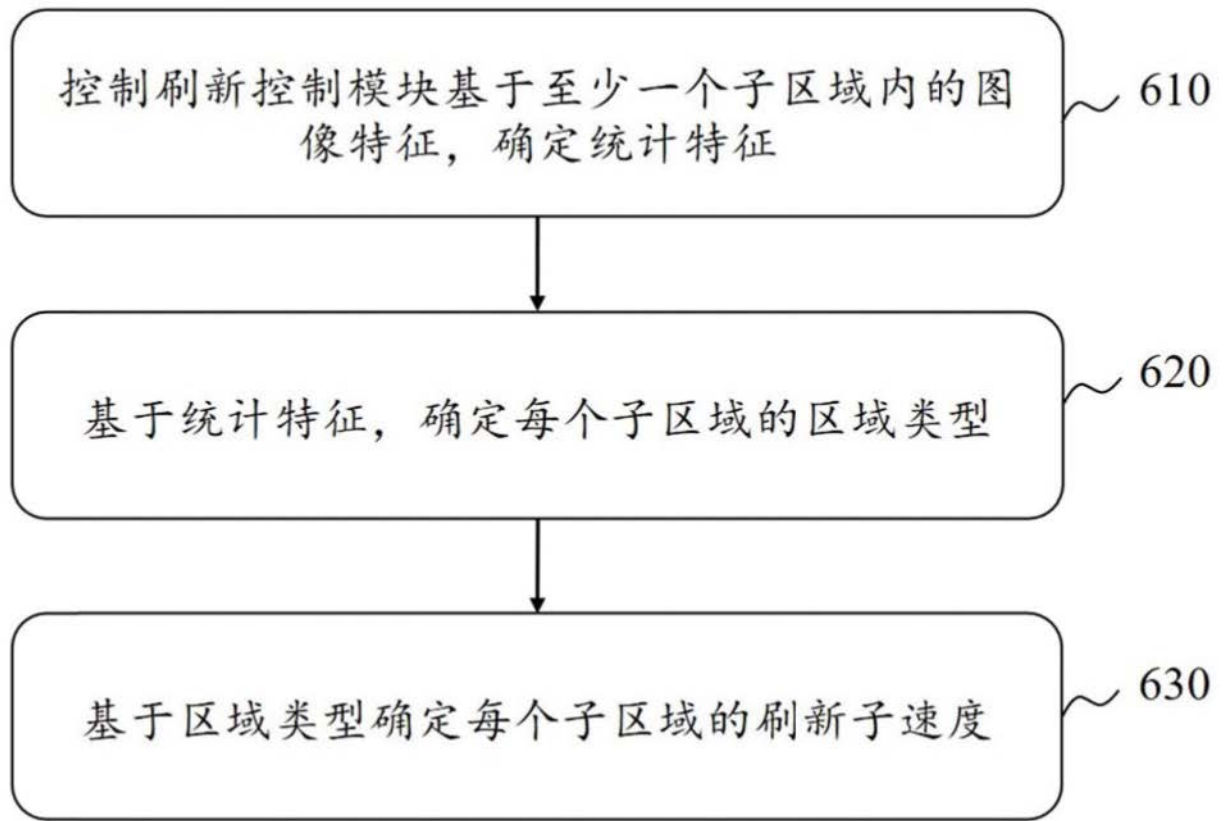 控制刷新控制模块基于至少一个子区域内的图
像特征，确定统计特征
610
基于统计特征，确定每个子区域的区域类型
620
基于区域类型确定每个子区域的刷新子速度
630